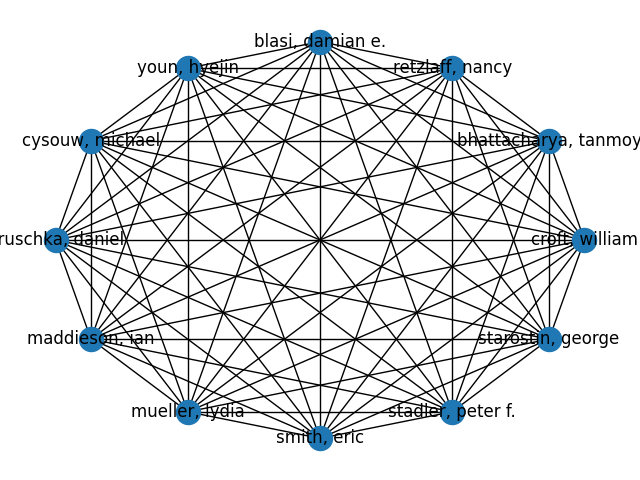 blasi, damian e.
youn, hyejin
retzlaff, nancy
cysouw, michael
bhattacharya, tanmoy
ruschka, daniel
croft, william
maddieson, ian
starostin, george
mueller, lydia
stadler, peter f.
smith, eric